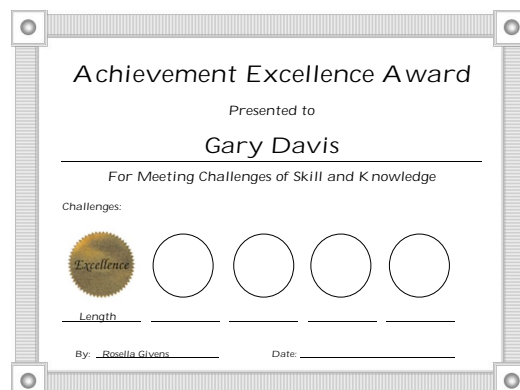 Achievement Excellence Award
Presented to
Gary Davis
For Meeting Challenges of Skill and Knowledge
Challenges:
Excellence
Length
By: Rosella Givens Date: